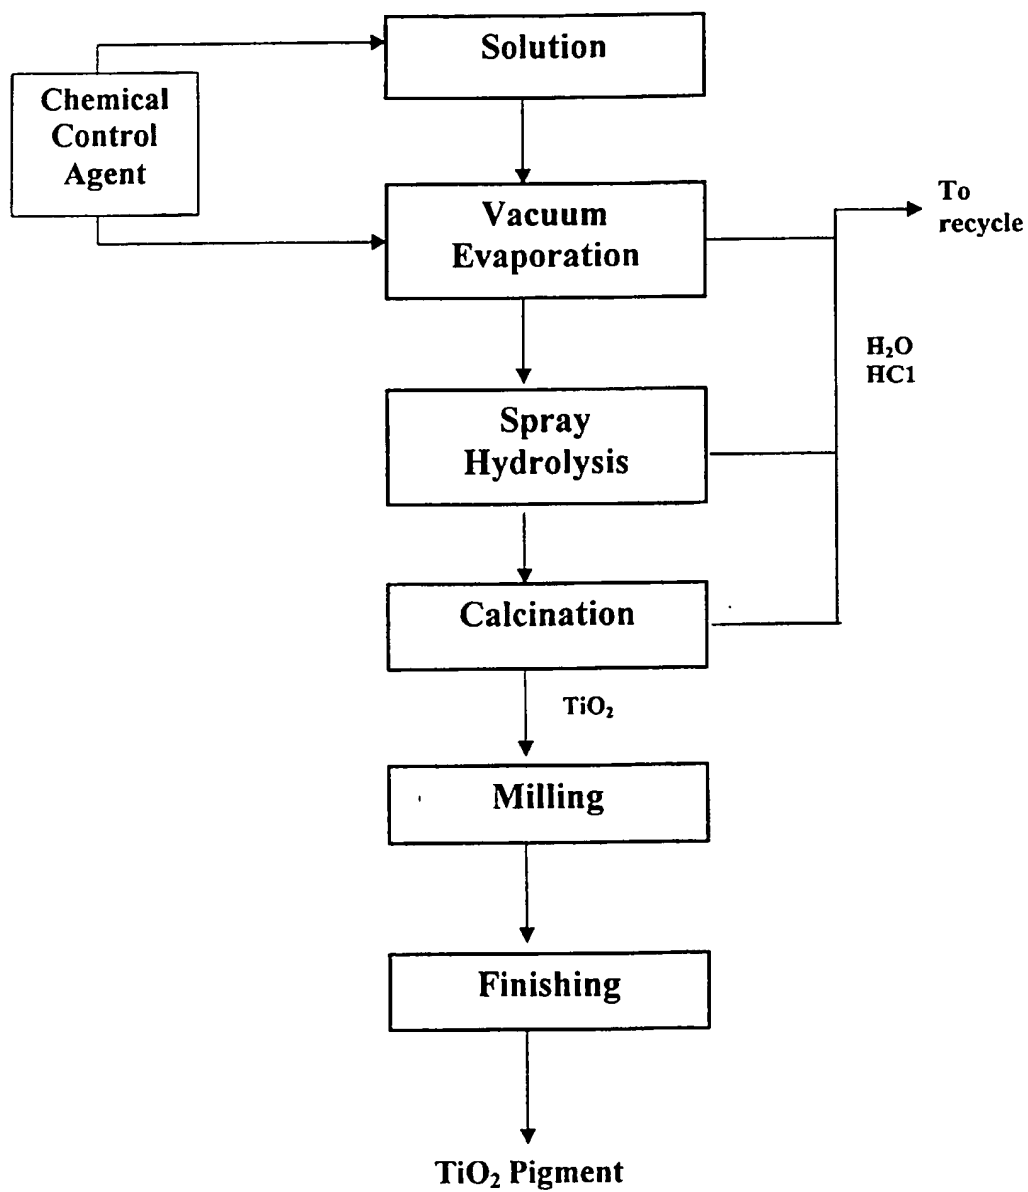 Solution
Chemical
Control
Agent
Vacuum
Evaporation
To
recycle
H₂O
HC1
Spray
Hydrolysis
Calcination
TiO₂
Milling
Finishing
TiO₂ Pigment